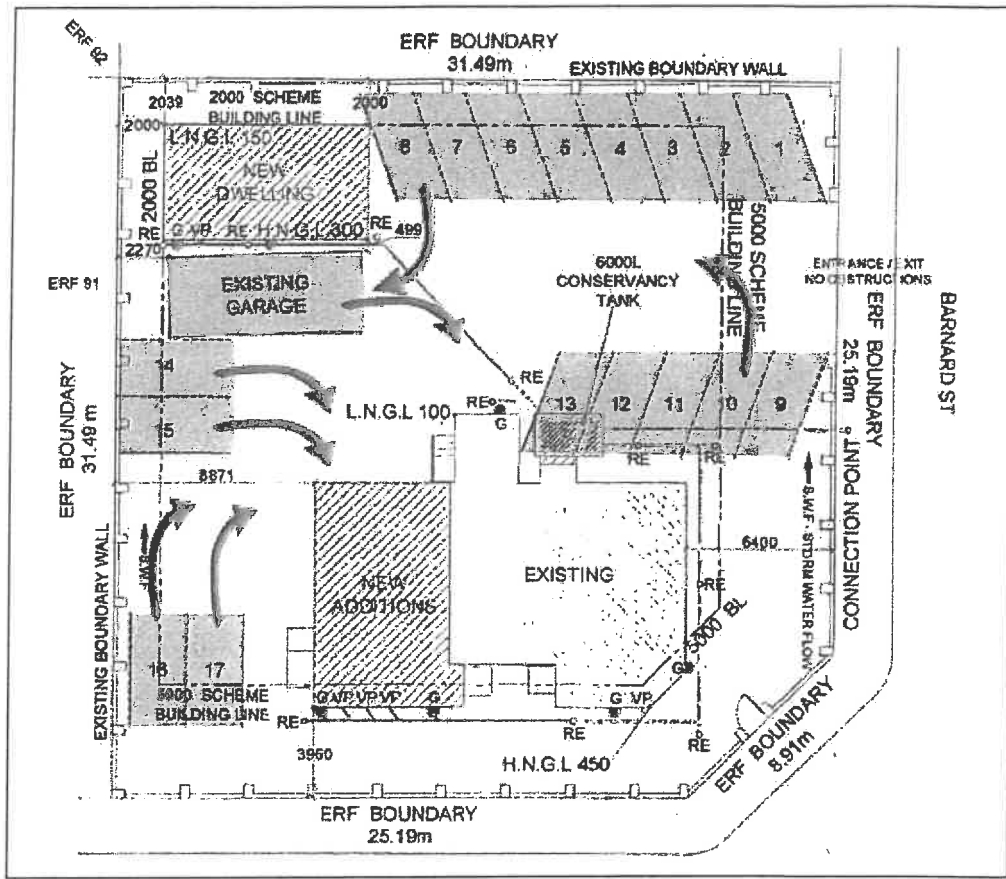 ERF 92
ERF BOUNDARY
31.49m
EXISTING BOUNDARY WALL
2039
2000 SCHEME
BUILDING LINE
2000
2000
L.N.G.L 150
NEW
DWELLING
2000 BL
RE
G VP RE H.N.G.L 300
RE
499
2270
8 7 6 5 4 3 2 1
5000 SCHEME
BUILDING LINE
6000L
CONSERVANCY
TANK
ENTRANCE / EXIT
NO OBSTRUCTIONS
ERF 91
EXISTING
GARAGE
BARNARD ST
ERF BOUNDARY
25.19m
CONNECTION POINT
14
15
ERF BOUNDARY
31.49 m
L.N.G.L 100
RE
G
RE
13 12 11 10 9
RE
RE
8871
S.W.F - STORM WATER FLOW
6400
EXISTING BOUNDARY WALL
S.W.F
NEW
ADDITIONS
EXISTING
RE
5000 BL
16 17
5000 SCHEME
BUILDING LINE
G VP VP VP
G
G VP
G
RE
RE
RE
3960
H.N.G.L 450
ERF BOUNDARY
8.91m
ERF BOUNDARY
25.19m